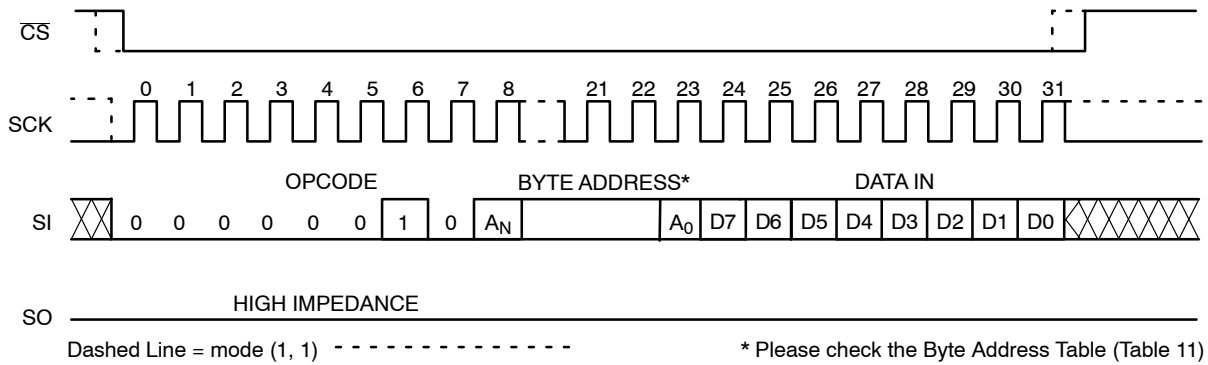 CS
0 1 2 3 4 5 6 7 8 21 22 23 24 25 26 27 28 29 30 31
SCK
OPCODE BYTE ADDRESS* DATA IN
SI 0 0 0 0 0 0 1 0 AN A0 D7 D6 D5 D4 D3 D2 D1 D0
HIGH IMPEDANCE
SO
Dashed Line = mode (1, 1) * Please check the Byte Address Table (Table 11)